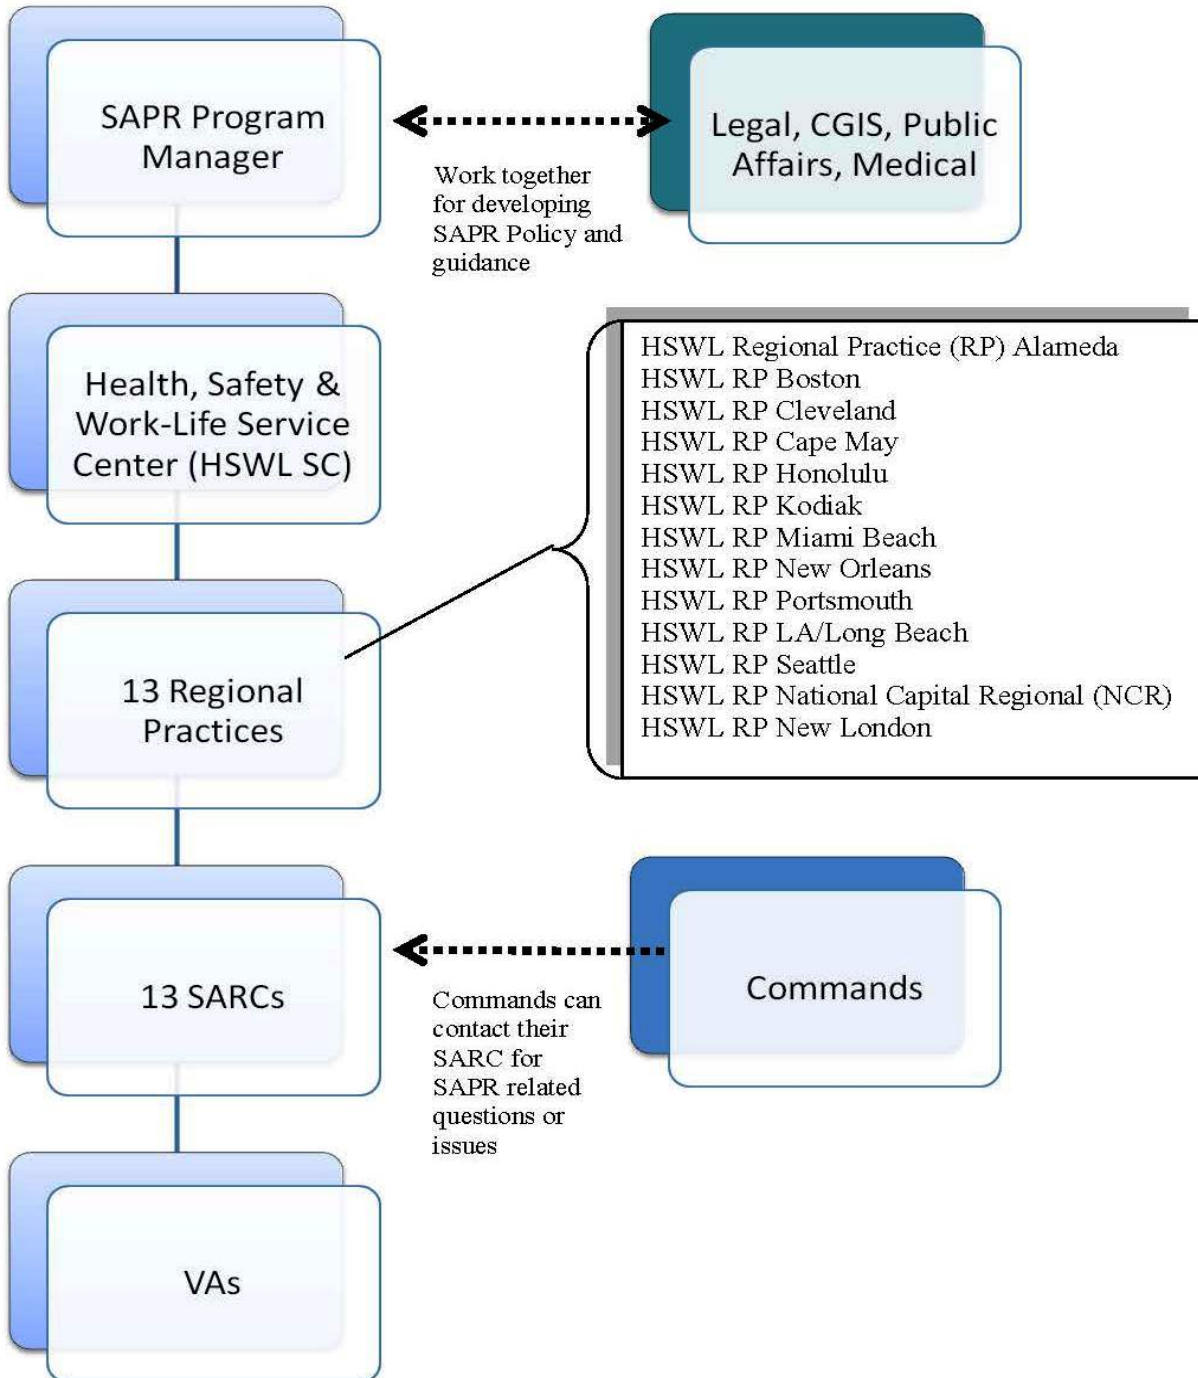 SAPR Program
Manager
Legal, CGIS, Public
Affairs, Medical
Work together
for developing
SAPR Policy and
guidance
Health, Safety &
Work-Life Service
Center (HSWL SC)
HSWL Regional Practice (RP) Alameda
HSWL RP Boston
HSWL RP Cleveland
HSWL RP Cape May
HSWL RP Honolulu
HSWL RP Kodiak
HSWL RP Miami Beach
HSWL RP New Orleans
HSWL RP Portsmouth
HSWL RP LA/Long Beach
HSWL RP Seattle
HSWL RP National Capital Regional (NCR)
HSWL RP New London
13 Regional
Practices
13 SARCs
Commands
Commands can
contact their
SARC for
SAPR related
questions or
issues
VAs